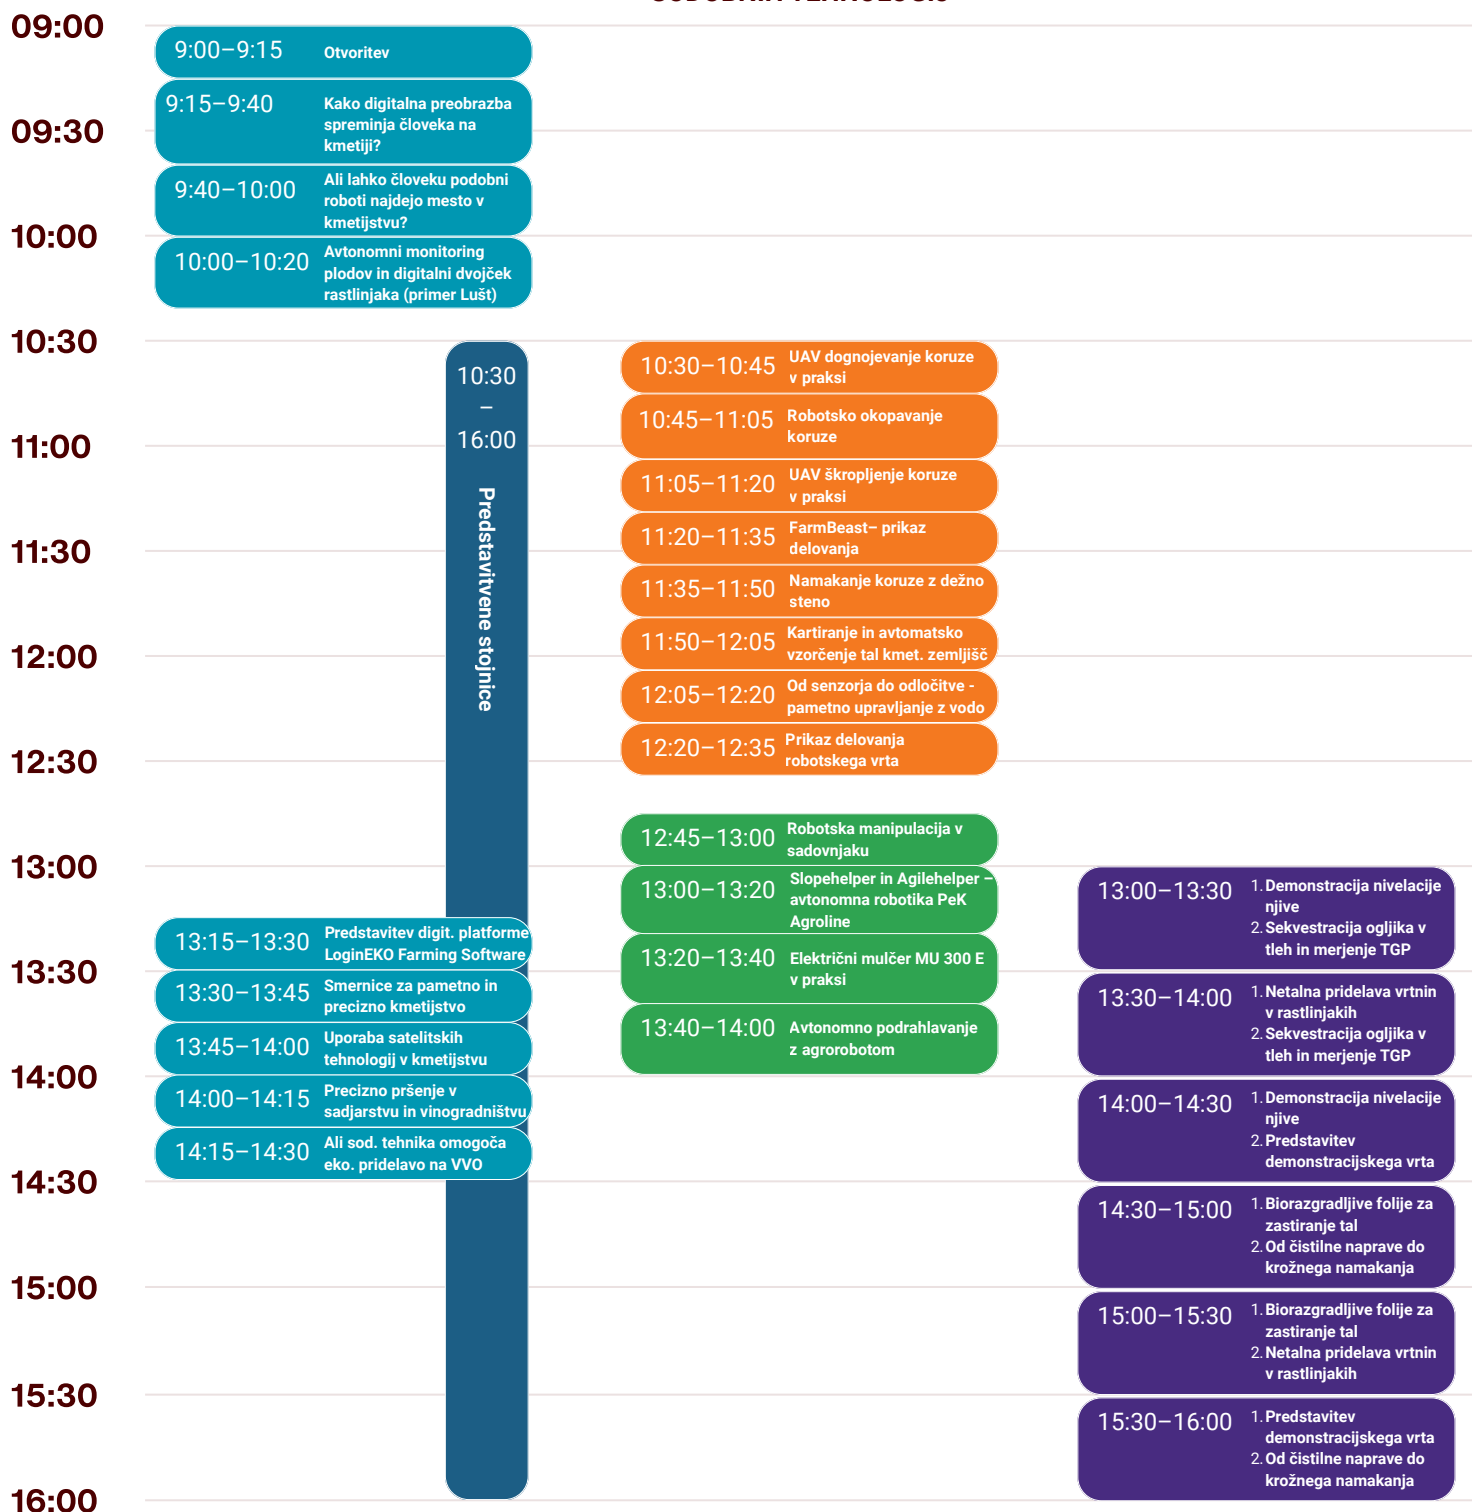 09:00
09:30
10:00
10:30
11:00
11:30
12:00
12:30
13:00
13:30
14:00
14:30
15:00
15:30
16:00
9:00–9:15
Otvoritev
9:15–9:40
Kako digitalna preobrazba
spreminja človeka na
kmetiji?
9:40–10:00
Ali lahko človeku podobni
roboti najdejo mesto v
kmetijstvu?
10:00–10:20
Avtonomni monitoring
plodov in digitalni dvojček
rastlinjaka (primer Lušt)
10:30
–
16:00
Predstavitvene stojnice
13:15–13:30
Predstavitev digit. platforme
LoginEKO Farming Software
13:30–13:45
Smernice za pametno in
precizno kmetijstvo
13:45–14:00
Uporaba satelitskih
tehnologij v kmetijstvu
14:00–14:15
Precizno pršenje v
sadjarstvu in vinogradništvu
14:15–14:30
Ali sod. tehnika omogoča
eko. pridelavo na VVO
10:30–10:45
UAV dognojevanje koruze
v praksi
10:45–11:05
Robotsko okopavanje
koruze
11:05–11:20
UAV škropljenje koruze
v praksi
11:20–11:35
FarmBeast– prikaz
delovanja
11:35–11:50
Namakanje koruze z dežno
steno
11:50–12:05
Kartiranje in avtomatsko
vzorčenje tal kmet. zemljišč
12:05–12:20
Od senzorja do odločitve -
pametno upravljanje z vodo
12:20–12:35
Prikaz delovanja
robotskega vrta
12:45–13:00
Robotska manipulacija v
sadovnjaku
13:00–13:20
Slopehelper in Agilehelper –
avtonomna robotika PeK
Agroline
13:20–13:40
Električni mulčer MU 300 E
v praksi
13:40–14:00
Avtonomno podrahlavanje
z agrorobotom
13:00–13:30
1. Demonstracija nivelacije
njive
2. Sekvestracija ogljika v
tleh in merjenje TGP
13:30–14:00
1. Netalna pridelava vrtnin
v rastlinjakih
2. Sekvestracija ogljika v
tleh in merjenje TGP
14:00–14:30
1. Demonstracija nivelacije
njive
2. Predstavitev
demonstracijskega vrta
14:30–15:00
1. Biorazgradljive folije za
zastiranje tal
2. Od čistilne naprave do
krožnega namakanja
15:00–15:30
1. Biorazgradljive folije za
zastiranje tal
2. Netalna pridelava vrtnin
v rastlinjakih
15:30–16:00
1. Predstavitev
demonstracijskega vrta
2. Od čistilne naprave do
krožnega namakanja